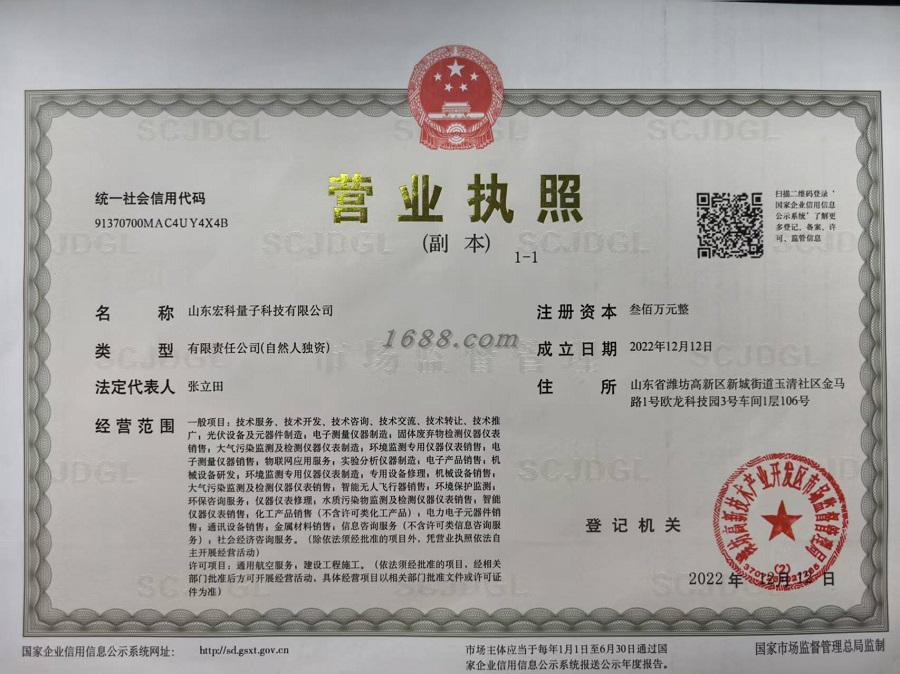 营业执照
(副 本)
1-1
统一社会信用代码
91370700MAC4UY4X4B
扫描二维码登录‘
国家企业信用信息
公示系统’了解更
多登记、备案、许
可、监管信息
名 称 山东宏科量子科技有限公司
类 型 有限责任公司(自然人独资)
法定代表人 张立田
经营范围 一般项目：技术服务、技术开发、技术咨询、技术交流、技术转让、技术推
广；光伏设备及元器件制造；电子测量仪器制造；固体废弃物检测仪器仪表
销售；大气污染监测及检测仪器仪表制造；环境监测专用仪器仪表销售；电
子测量仪器销售；物联网应用服务；实验分析仪器制造；电子产品销售；机
械设备研发；环境监测专用仪器仪表制造；专用设备修理；机械设备销售；
大气污染监测及检测仪器仪表销售；智能无人飞行器销售；环境保护监测；
环保咨询服务；仪器仪表修理；水质污染物监测及检测仪器仪表销售；智能
仪器仪表销售；化工产品销售（不含许可类化工产品）；电力电子元器件销
售；通讯设备销售；金属材料销售；信息咨询服务（不含许可类信息咨询服
务）；社会经济咨询服务。（除依法须经批准的项目外，凭营业执照依法自
主开展经营活动）
许可项目：通用航空服务；建设工程施工。（依法须经批准的项目，经相关
部门批准后方可开展经营活动，具体经营项目以相关部门批准文件或许可证
件为准）
注册资本 叁佰万元整
成立日期 2022年12月12日
住 所 山东省潍坊高新区新城街道玉清社区金马
路1号欧龙科技园3号车间1层106号
1688.com
市场监督管理
SCJDGL
登记机关
潍坊高新技术产业开发区市场监督管理局
(2)
2022 年 12月 12 日
国家企业信用信息公示系统网址： http://sd.gsxt.gov.cn
市场主体应当于每年1月1日至6月30日通过国
家企业信用信息公示系统报送公示年度报告。
国家市场监督管理总局监制